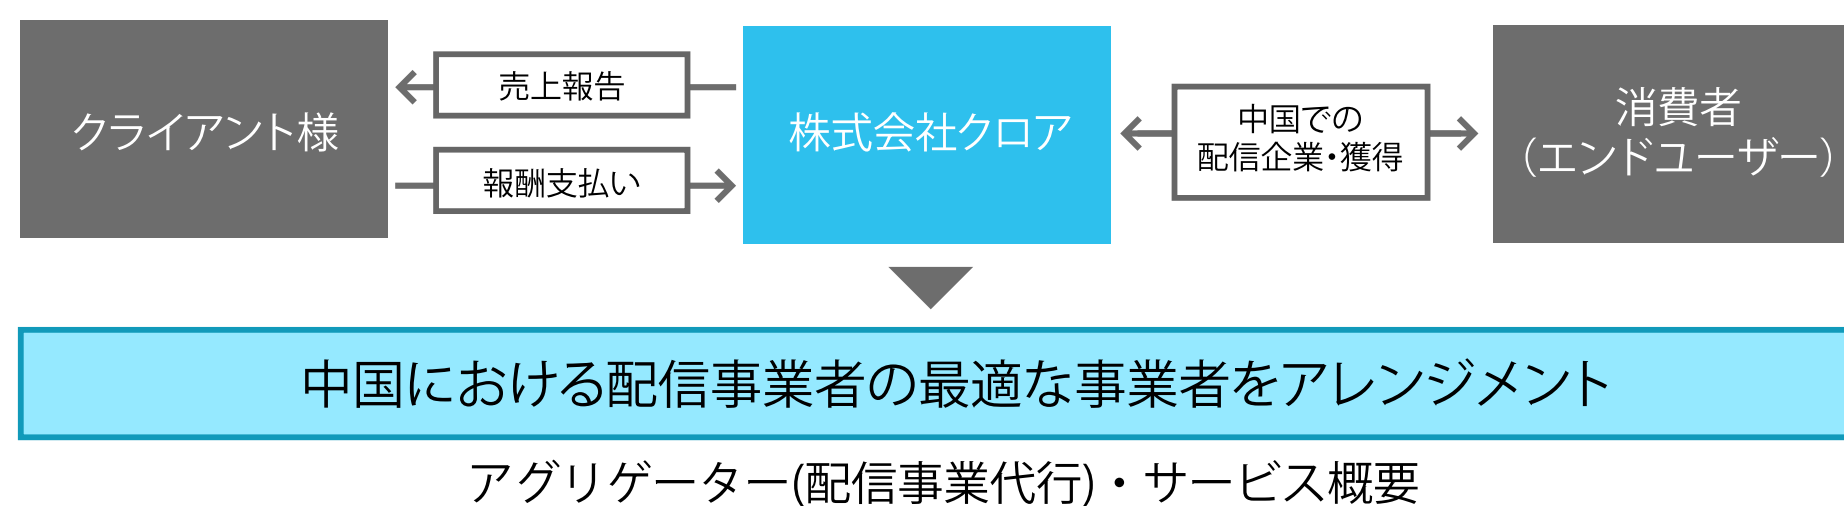 クライアント様
売上報告
報酬支払い
株式会社クロア
中国での
配信企業・獲得
消費者
（エンドユーザー）
中国における配信事業者の最適な事業者をアレンジメント
アグリゲーター(配信事業代行)・サービス概要